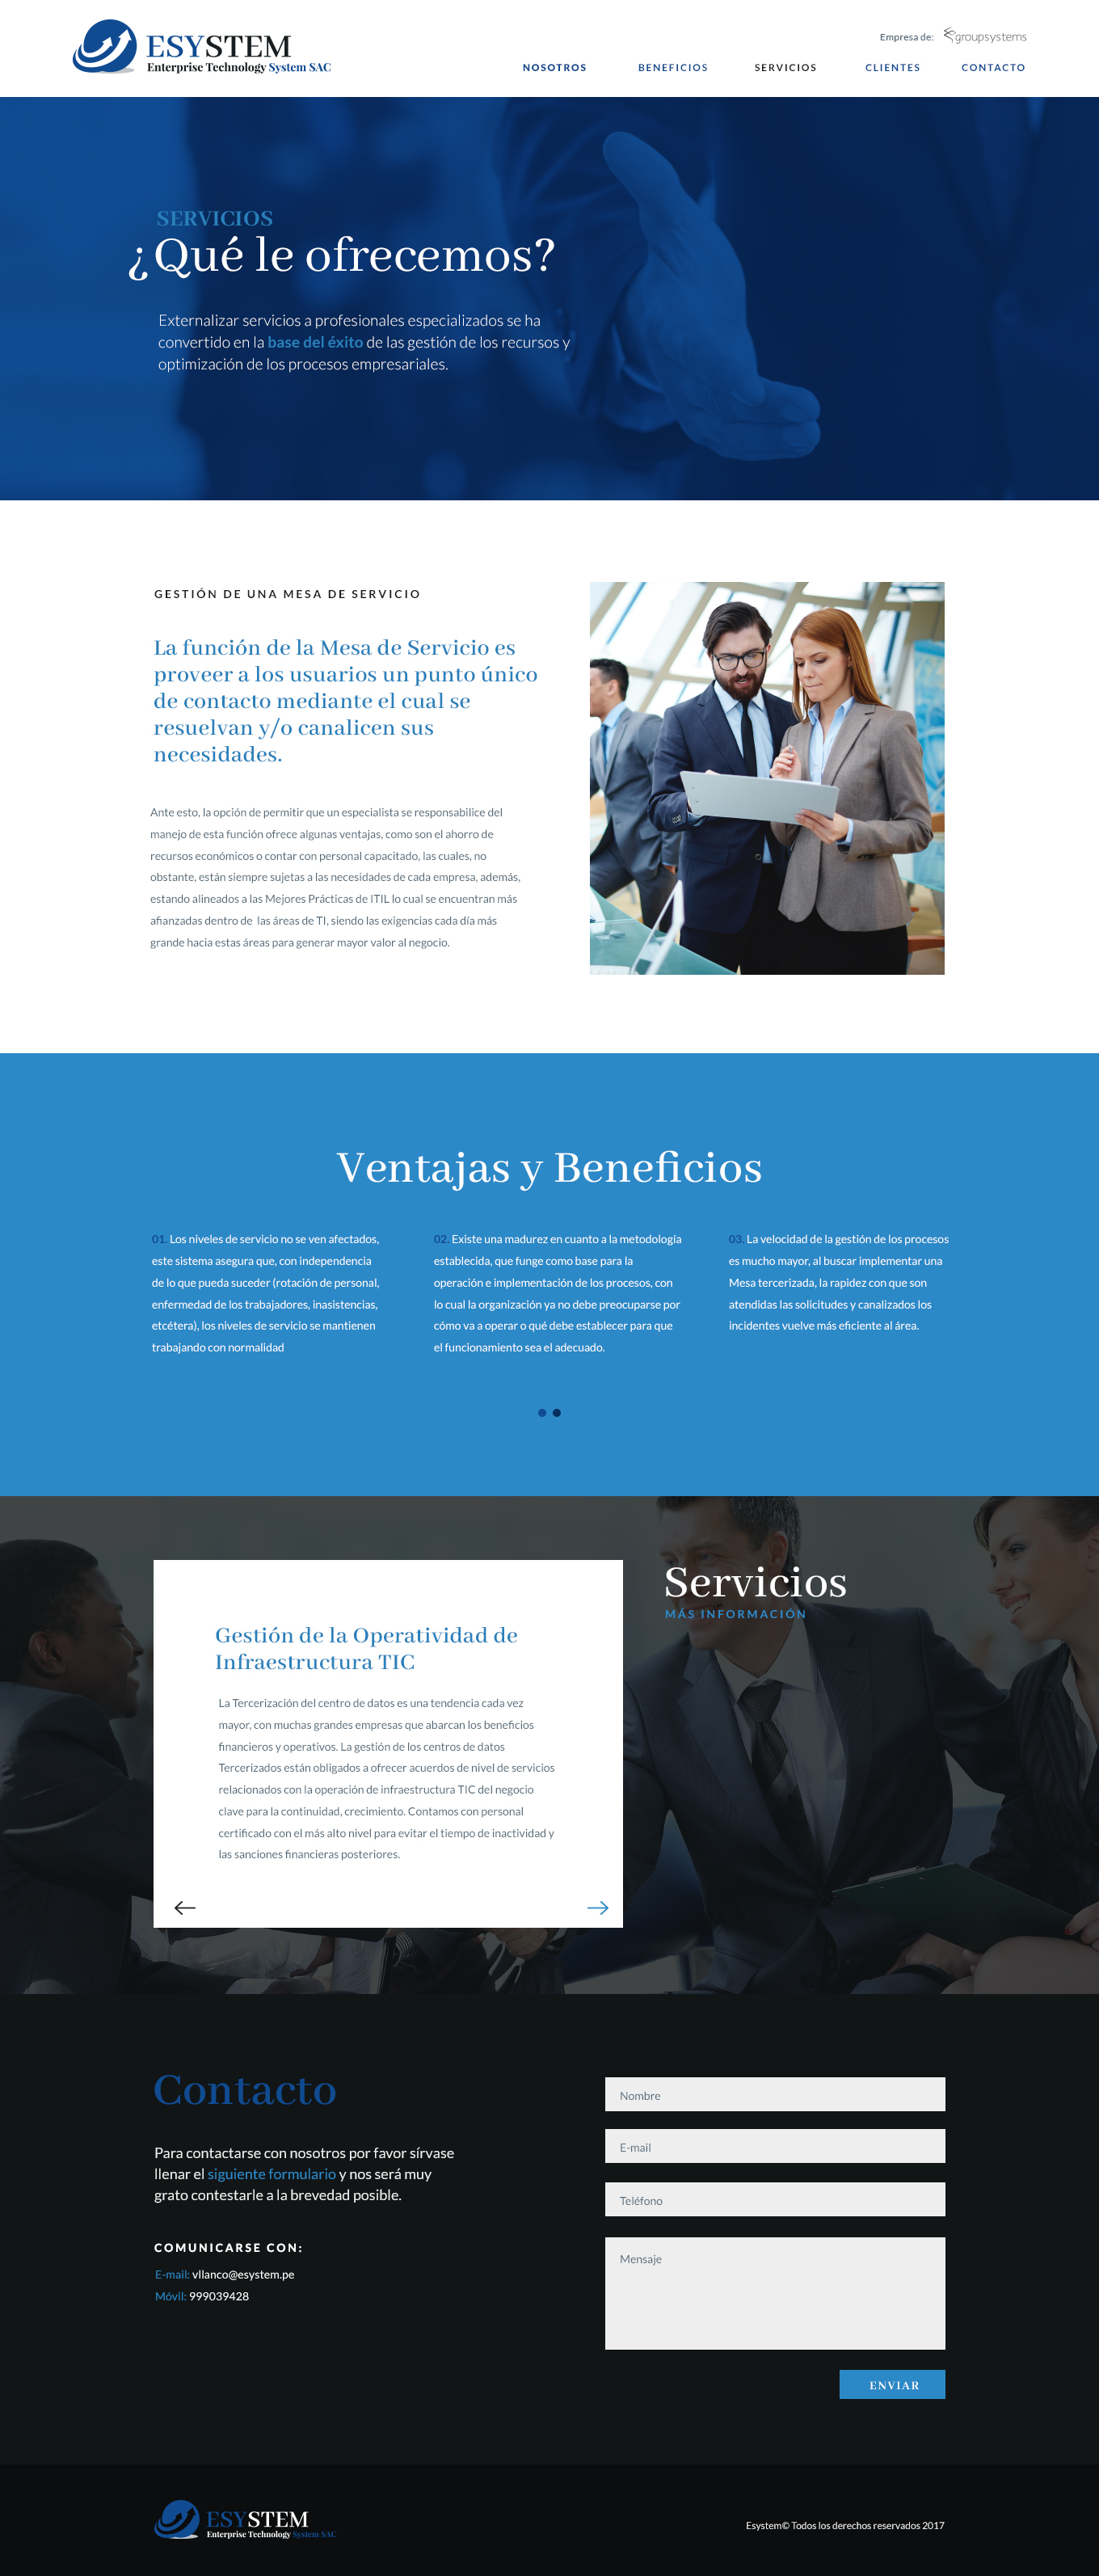 ESYSTEM
Enterprise Technology System SAC
Empresa de: groupsystems
NOSOTROS BENEFICIOS SERVICIOS CLIENTES CONTACTO
SERVICIOS
¿Qué le ofrecemos?
Externalizar servicios a profesionales especializados se ha
convertido en la base del éxito de las gestión de los recursos y
optimización de los procesos empresariales.
GESTIÓN DE UNA MESA DE SERVICIO
La función de la Mesa de Servicio es
proveer a los usuarios un punto único
de contacto mediante el cual se
resuelvan y/o canalicen sus
necesidades.
Ante esto, la opción de permitir que un especialista se responsabilice del
manejo de esta función ofrece algunas ventajas, como son el ahorro de
recursos económicos o contar con personal capacitado, las cuales, no
obstante, están siempre sujetas a las necesidades de cada empresa, además,
estando alineados a las Mejores Prácticas de ITIL lo cual se encuentran más
afianzadas dentro de las áreas de TI, siendo las exigencias cada día más
grande hacia estas áreas para generar mayor valor al negocio.
Ventajas y Beneficios
01. Los niveles de servicio no se ven afectados,
este sistema asegura que, con independencia
de lo que pueda suceder (rotación de personal,
enfermedad de los trabajadores, inasistencias,
etcétera), los niveles de servicio se mantienen
trabajando con normalidad
02. Existe una madurez en cuanto a la metodología
establecida, que funge como base para la
operación e implementación de los procesos, con
lo cual la organización ya no debe preocuparse por
cómo va a operar o qué debe establecer para que
el funcionamiento sea el adecuado.
03. La velocidad de la gestión de los procesos
es mucho mayor, al buscar implementar una
Mesa tercerizada, la rapidez con que son
atendidas las solicitudes y canalizados los
incidentes vuelve más eficiente al área.
Gestión de la Operatividad de
Infraestructura TIC
La Tercerización del centro de datos es una tendencia cada vez
mayor, con muchas grandes empresas que abarcan los beneficios
financieros y operativos. La gestión de los centros de datos
Tercerizados están obligados a ofrecer acuerdos de nivel de servicios
relacionados con la operación de infraestructura TIC del negocio
clave para la continuidad, crecimiento. Contamos con personal
certificado con el más alto nivel para evitar el tiempo de inactividad y
las sanciones financieras posteriores.
Servicios
MÁS INFORMACIÓN
Contacto
Para contactarse con nosotros por favor sírvase
llenar el siguiente formulario y nos será muy
grato contestarle a la brevedad posible.
COMUNICARSE CON:
E-mail: vllanco@esystem.pe
Móvil: 999039428
Nombre
E-mail
Teléfono
Mensaje
ENVIAR
ESYSTEM
Enterprise Technology System SAC
Esystem© Todos los derechos reservados 2017